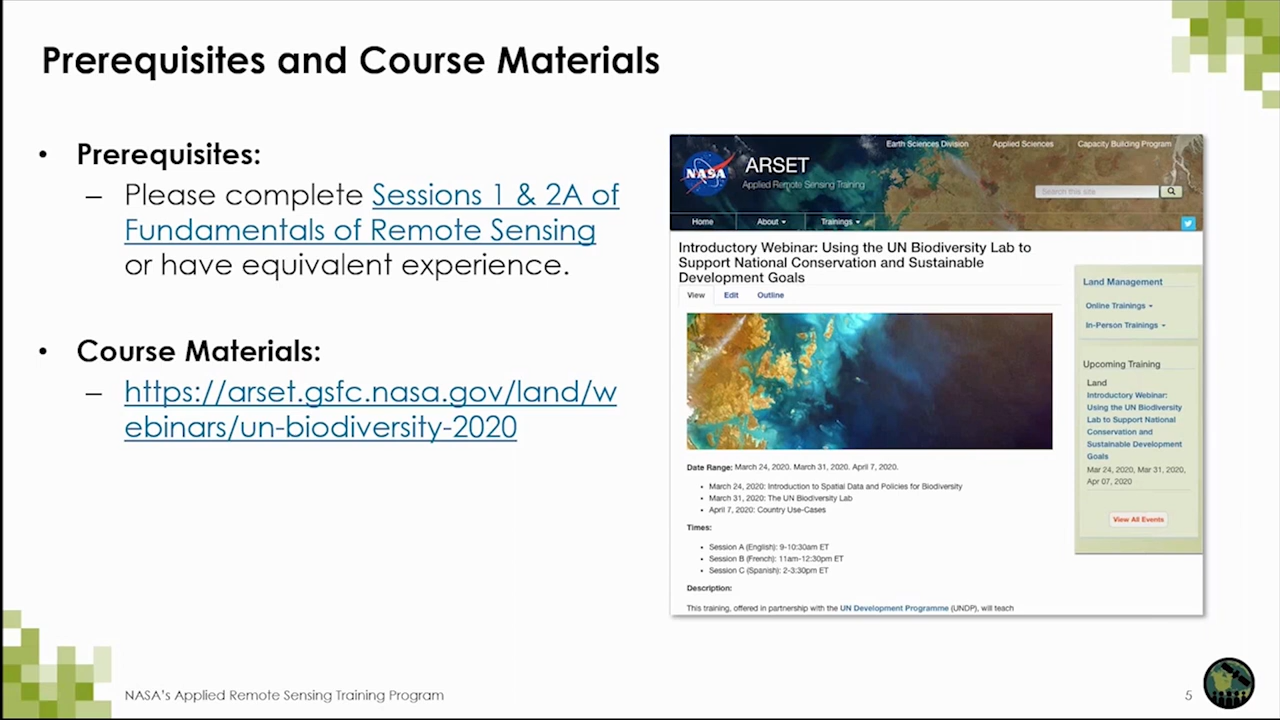 Prerequisites and Course Materials
• Prerequisites:
– Please complete Sessions 1 & 2A of
Fundamentals of Remote Sensing
or have equivalent experience.
• Course Materials:
– https://arset.gsfc.nasa.gov/land/w
ebinars/un-biodiversity-2020
Earth Sciences Division Applied Sciences Capacity Building Program
NASA
ARSET
Applied Remote Sensing Training
Search this site
Home About Trainings
Introductory Webinar: Using the UN Biodiversity Lab to
Support National Conservation and Sustainable
Development Goals
View Edit Outline
Date Range: March 24, 2020. March 31, 2020. April 7, 2020.
• March 24, 2020: Introduction to Spatial Data and Policies for Biodiversity
• March 31, 2020: The UN Biodiversity Lab
• April 7, 2020: Country Use-Cases
Times:
• Session A (English): 9-10:30am ET
• Session B (French): 11am-12:30pm ET
• Session C (Spanish): 2-3:30pm ET
Description:
This training, offered in partnership with the UN Development Programme (UNDP), will teach
Land Management
Online Trainings
In-Person Trainings
Upcoming Training
Land
Introductory Webinar:
Using the UN Biodiversity
Lab to Support National
Conservation and
Sustainable Development
Goals
Mar 24, 2020, Mar 31, 2020,
Apr 07, 2020
View All Events
NASA's Applied Remote Sensing Training Program
5